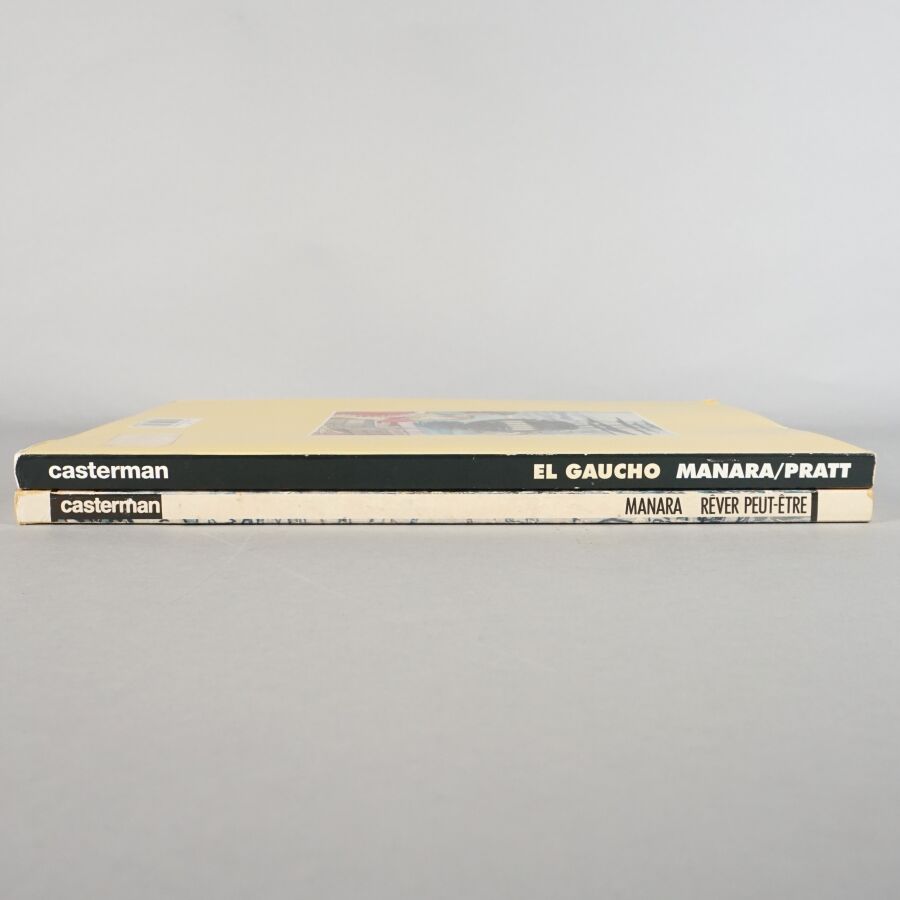 casterman EL GAUCHO MANARA/PRATT
casterman MANARA RÊVER PEUT-ÊTRE